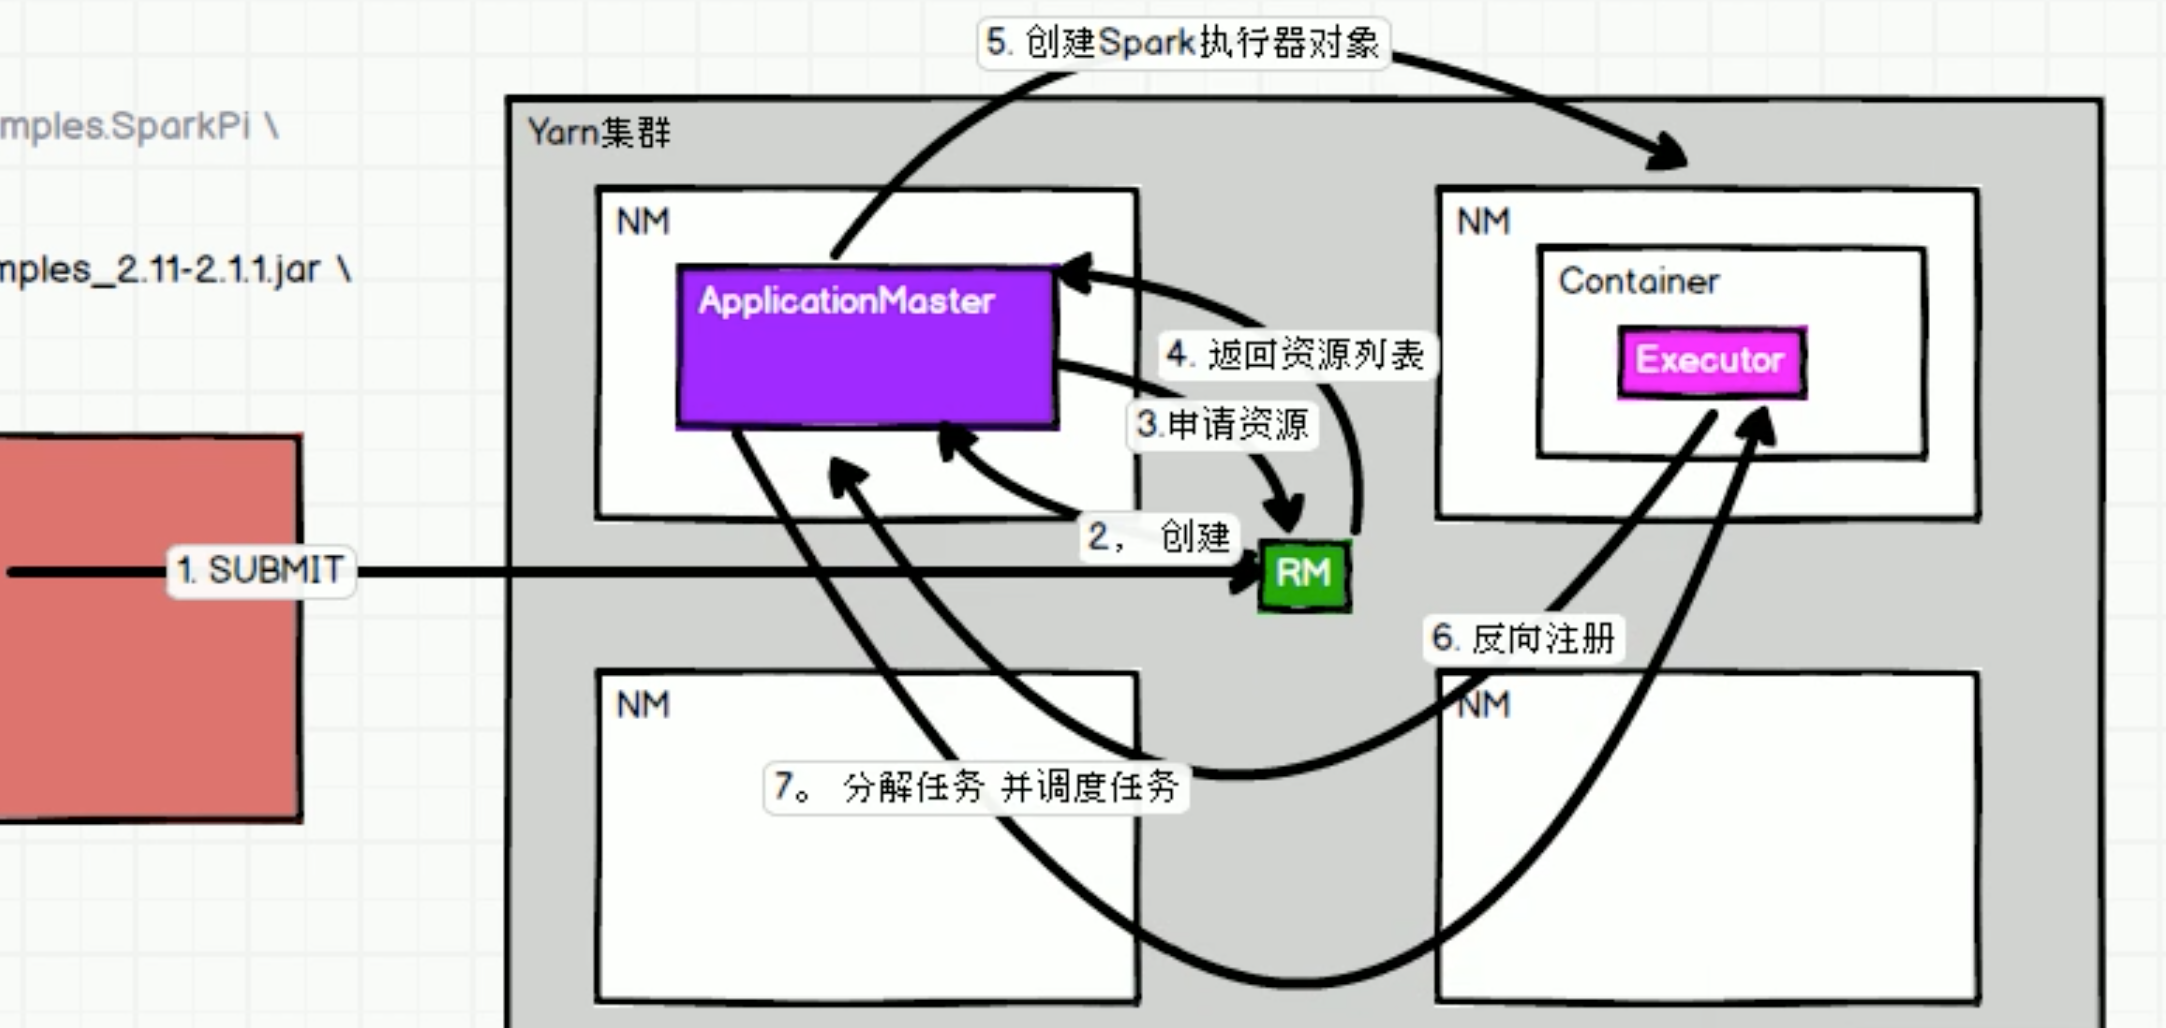 5. 创建Spark执行器对象
mples.SparkPi \
Yarn集群
NM
NM
mples_2.11-2.1.1.jar \
ApplicationMaster
Container
4. 返回资源列表
Executor
3.申请资源
2， 创建
1. SUBMIT
RM
6. 反向注册
NM
NM
7。 分解任务 并调度任务